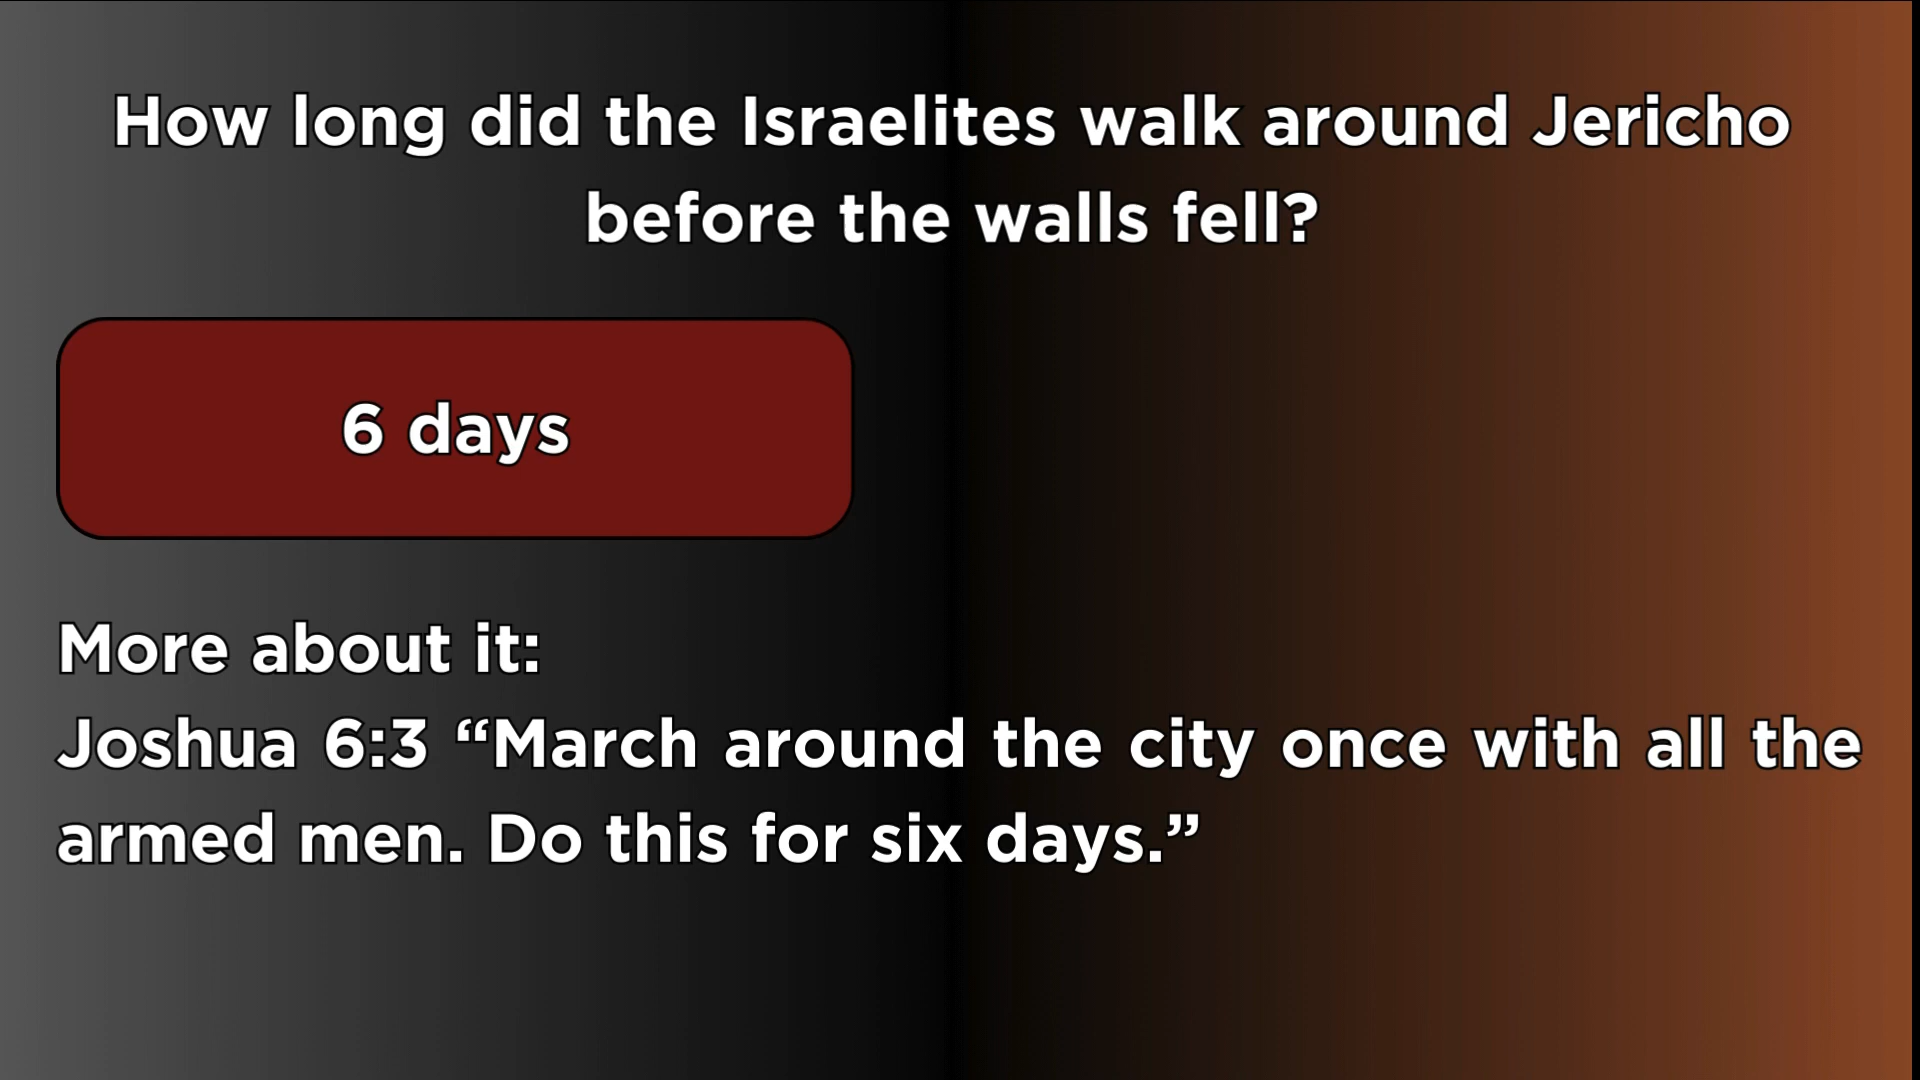 How long did the Israelites walk around Jericho
before the walls fell?
6 days
More about it:
Joshua 6:3 “March around the city once with all the
armed men. Do this for six days.”